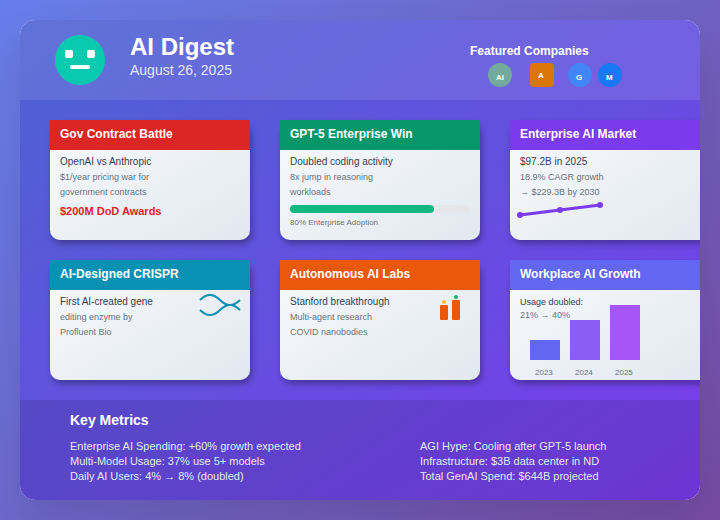 AI Digest
August 26, 2025
Featured Companies
AI
A
G
M
Gov Contract Battle
OpenAI vs Anthropic
$1/year pricing war for
government contracts
$200M DoD Awards
GPT-5 Enterprise Win
Doubled coding activity
8x jump in reasoning
workloads
80% Enterprise Adoption
Enterprise AI Market
$97.2B in 2025
18.9% CAGR growth
→ $229.3B by 2030
AI-Designed CRISPR
First AI-created gene
editing enzyme by
Profluent Bio
Autonomous AI Labs
Stanford breakthrough
Multi-agent research
COVID nanobodies
Workplace AI Growth
Usage doubled:
21% → 40%
2023
2024
2025
Key Metrics
Enterprise AI Spending: +60% growth expected
Multi-Model Usage: 37% use 5+ models
Daily AI Users: 4% → 8% (doubled)
AGI Hype: Cooling after GPT-5 launch
Infrastructure: $3B data center in ND
Total GenAI Spend: $644B projected